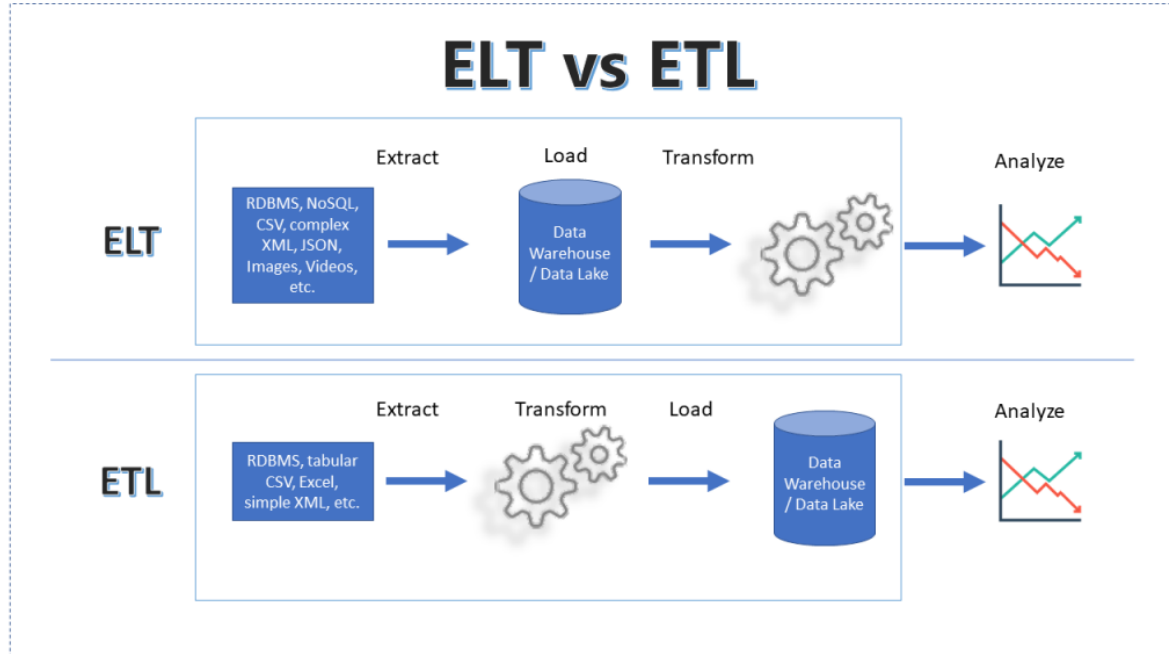 ELT vs ETL
Extract
Load
Transform
Analyze
ELT
RDBMS, NoSQL,
CSV, complex
XML, JSON,
Images, Videos,
etc.
Data
Warehouse
/ Data Lake
Extract
Transform
Load
Analyze
ETL
RDBMS, tabular
CSV, Excel,
simple XML, etc.
Data
Warehouse
/ Data Lake